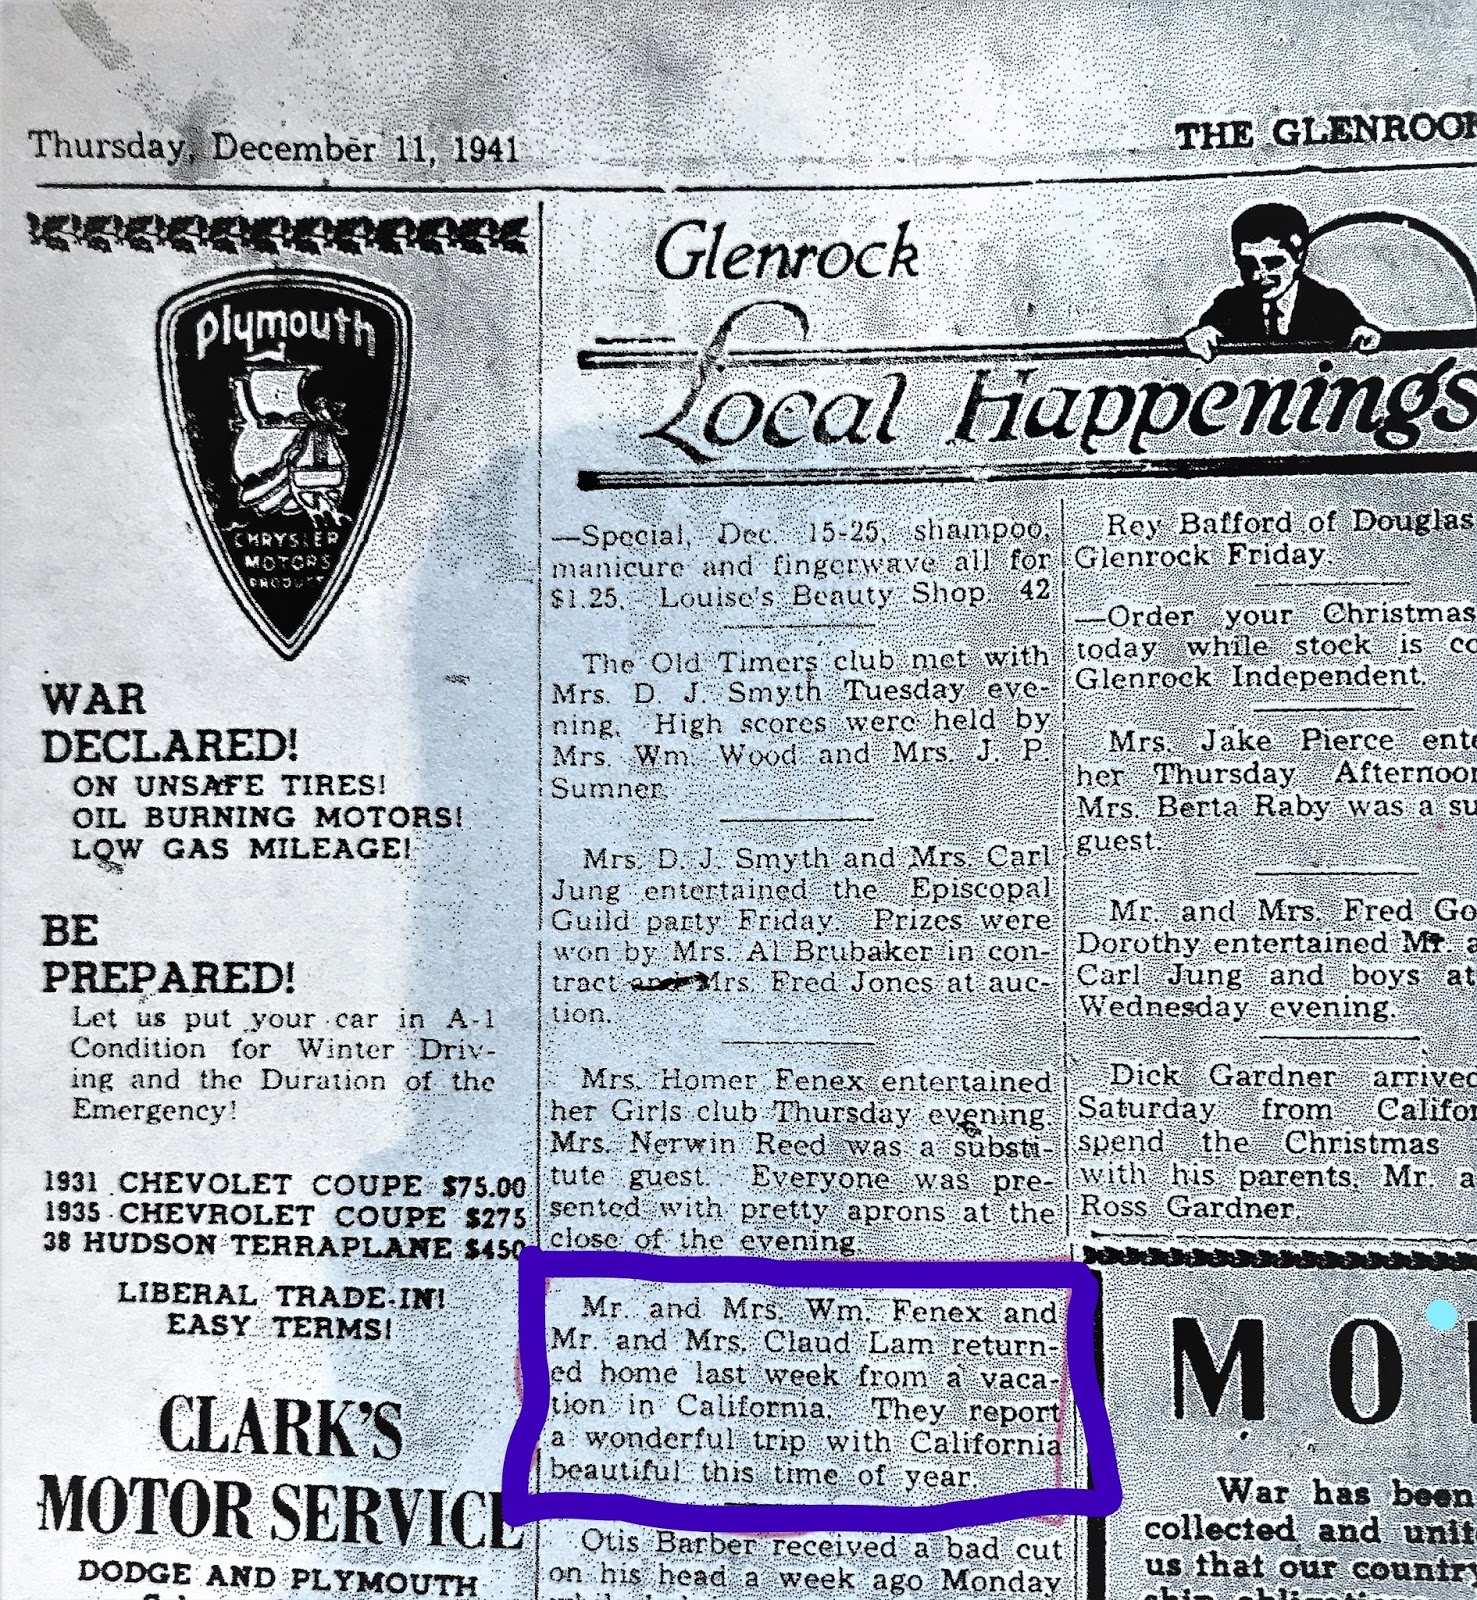 Thursday, December 11, 1941
THE GLENROCK
Plymouth
CHRYSLER
MOTORS
PRODUCT
WAR
DECLARED!
ON UNSAFE TIRES!
OIL BURNING MOTORS!
LOW GAS MILEAGE!
BE
PREPARED!
Let us put your car in A-1
Condition for Winter Driv-
ing and the Duration of the
Emergency!
1931 CHEVOLET COUPE $75.00
1935 CHEVROLET COUPE $275
38 HUDSON TERRAPLANE $450
LIBERAL TRADE-IN!
EASY TERMS!
CLARK'S
MOTOR SERVICE
DODGE AND PLYMOUTH
Glenrock
Local Happenings
—Special, Dec. 15-25, shampoo,
manicure and fingerwave all for
$1.25. Louise's Beauty Shop 42
The Old Timers club met with
Mrs. D. J. Smyth Tuesday eve-
ning. High scores were held by
Mrs. Wm. Wood and Mrs. J. P.
Sumner.
Mrs. D. J. Smyth and Mrs. Carl
Jung entertained the Episcopal
Guild party Friday. Prizes were
won by Mrs. Al Brubaker in con-
tract and Mrs. Fred Jones at auc-
tion.
Mrs. Homer Fenex entertained
her Girls club Thursday evening.
Mrs. Nerwin Reed was a substi-
tute guest. Everyone was pre-
sented with pretty aprons at the
close of the evening.
Mr. and Mrs. Wm. Fenex and
Mr. and Mrs. Claud Lam return-
ed home last week from a vaca-
tion in California. They report
a wonderful trip with California
beautiful this time of year.
Otis Barber received a bad cut
on his head a week ago Monday
Rey Bafford of Douglas
Glenrock Friday.
—Order your Christmas
today while stock is co
Glenrock Independent.
Mrs. Jake Pierce ente
her Thursday Afternoon
Mrs. Berta Raby was a su
guest.
Mr. and Mrs. Fred Go
Dorothy entertained Mr. a
Carl Jung and boys at
Wednesday evening.
Dick Gardner arrived
Saturday from Califor
spend the Christmas
with his parents, Mr. a
Ross Gardner.
MO
War has been
collected and unit
us that our country